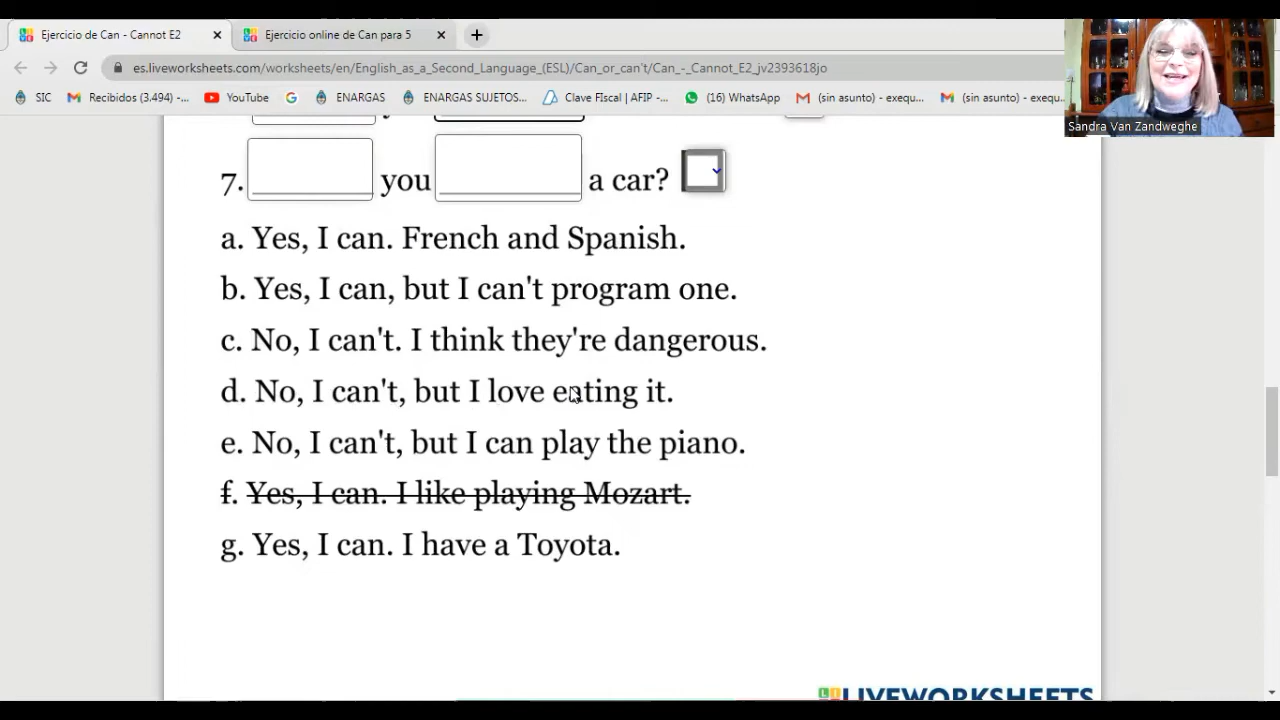 Ejercicio de Can - Cannot E2
Ejercicio online de Can para 5
es.liveworksheets.com/worksheets/en/English_as_a_Second_Language_(ESL)/Can_or_can't/Can_-_Cannot_E2_jv2393618jo
SIC Recibidos (3.494) -... YouTube ENARGAS ENARGAS SUJETOS... Clave Fiscal | AFIP -... (16) WhatsApp (sin asunto) - exequ... (sin asunto) - exequ...
Sandra Van Zandweghe
7. you a car?
a. Yes, I can. French and Spanish.
b. Yes, I can, but I can't program one.
c. No, I can't. I think they're dangerous.
d. No, I can't, but I love eating it.
e. No, I can't, but I can play the piano.
f. Yes, I can. I like playing Mozart.
g. Yes, I can. I have a Toyota.
LIVEWORKSHEETS